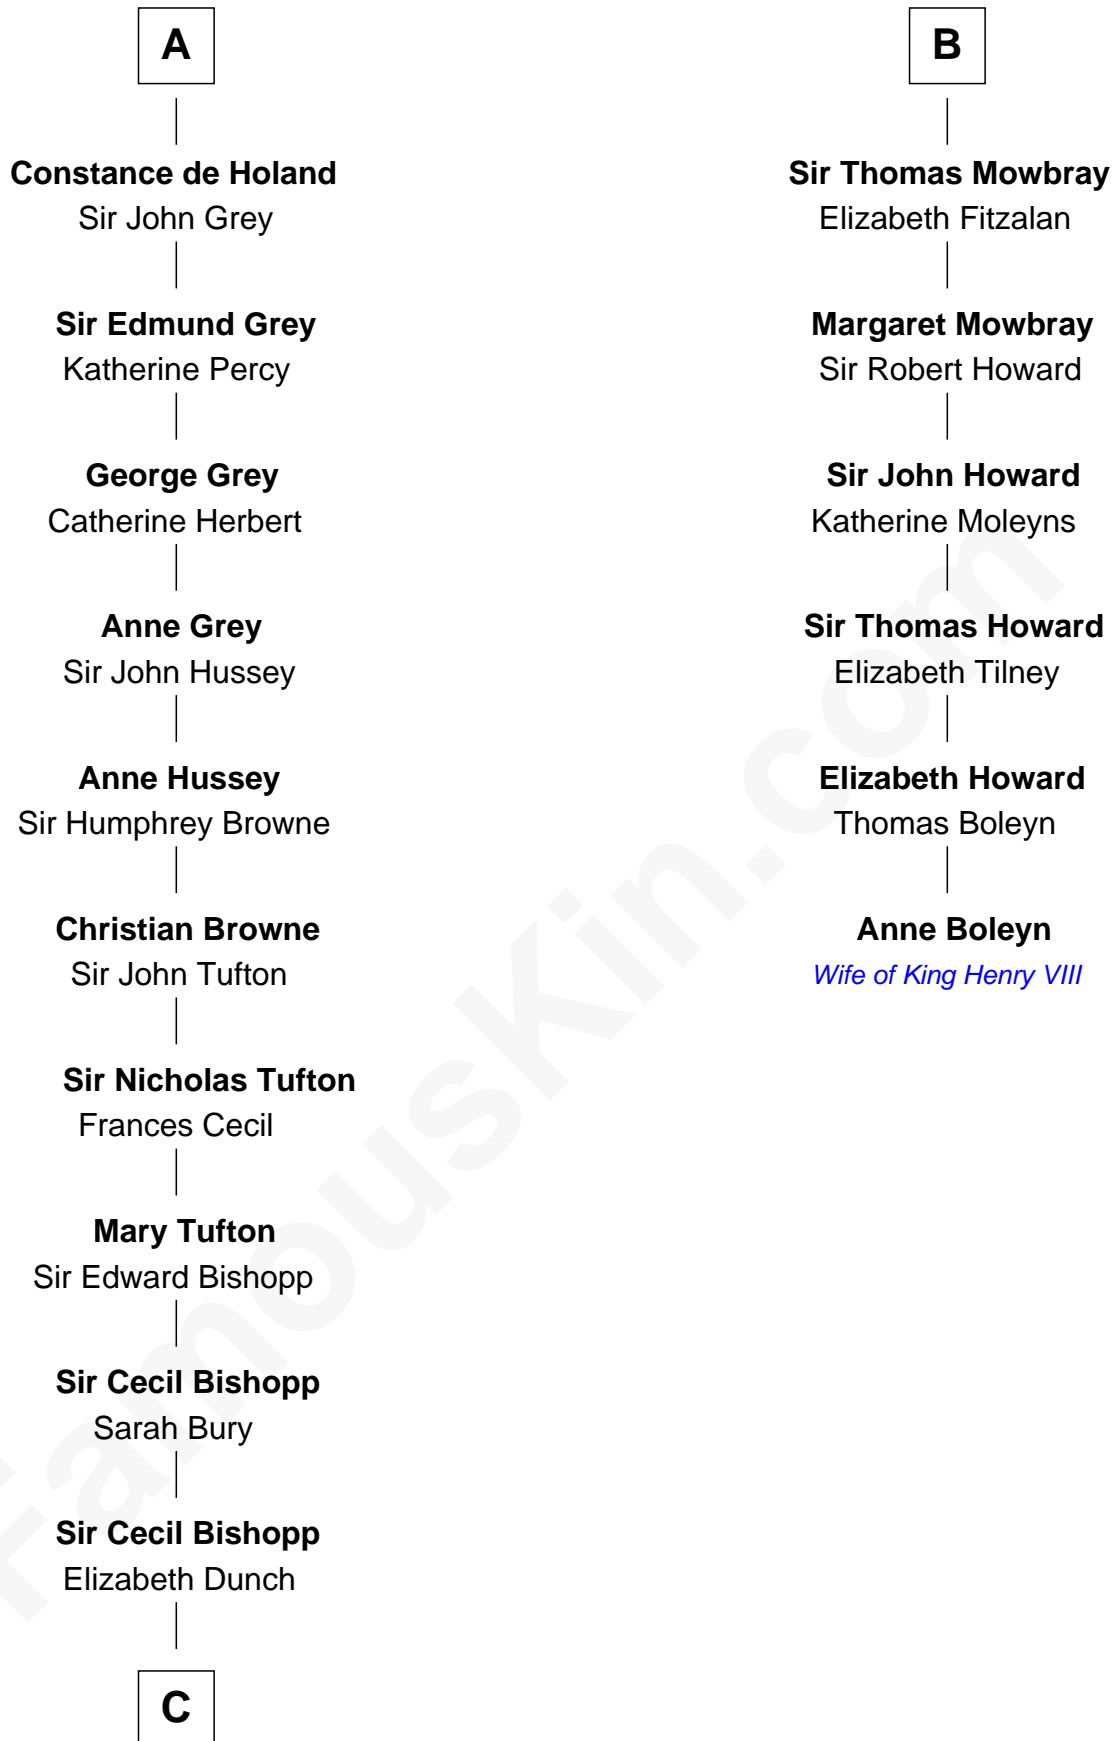 A
Constance de Holand
Sir John Grey
Sir Edmund Grey
Katherine Percy
George Grey
Catherine Herbert
Anne Grey
Sir John Hussey
Anne Hussey
Sir Humphrey Browne
Christian Browne
Sir John Tufton
Sir Nicholas Tufton
Frances Cecil
Mary Tufton
Sir Edward Bishopp
Sir Cecil Bishopp
Sarah Bury
Sir Cecil Bishopp
Elizabeth Dunch
C
B
Sir Thomas Mowbray
Elizabeth Fitzalan
Margaret Mowbray
Sir Robert Howard
Sir John Howard
Katherine Moleyns
Sir Thomas Howard
Elizabeth Tilney
Elizabeth Howard
Thomas Boleyn
Anne Boleyn
Wife of King Henry VIII
FamousKin.com